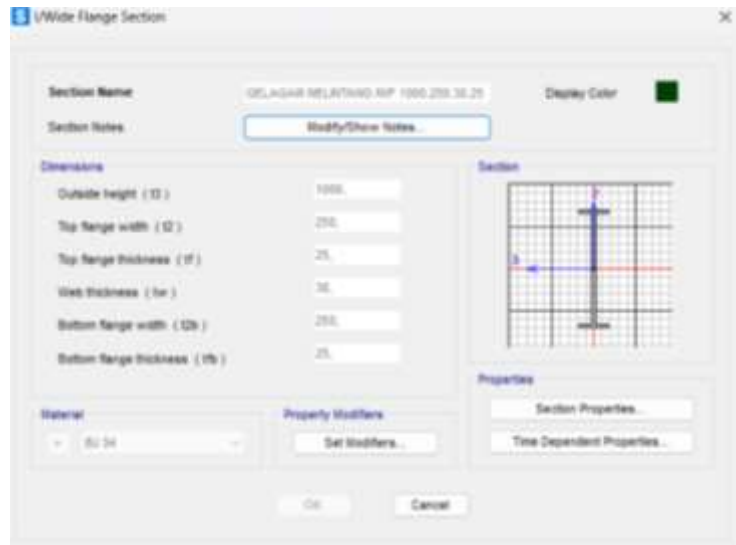 I/Wide Flange Section
Section Name
GELAGAR MELINTANG WF 1000.250.30.25
Display Color
Section Notes
Modify/Show Notes...
Dimensions
Outside height ( t3 )
1000.
Top flange width ( t2 )
250.
Top flange thickness ( tf )
25.
Web thickness ( tw )
30.
Bottom flange width ( t2b )
250.
Bottom flange thickness ( tfb )
25.
Section
2
3
Properties
Section Properties...
Time Dependent Properties...
Material
+
BJ 34
Property Modifiers
Set Modifiers...
OK
Cancel